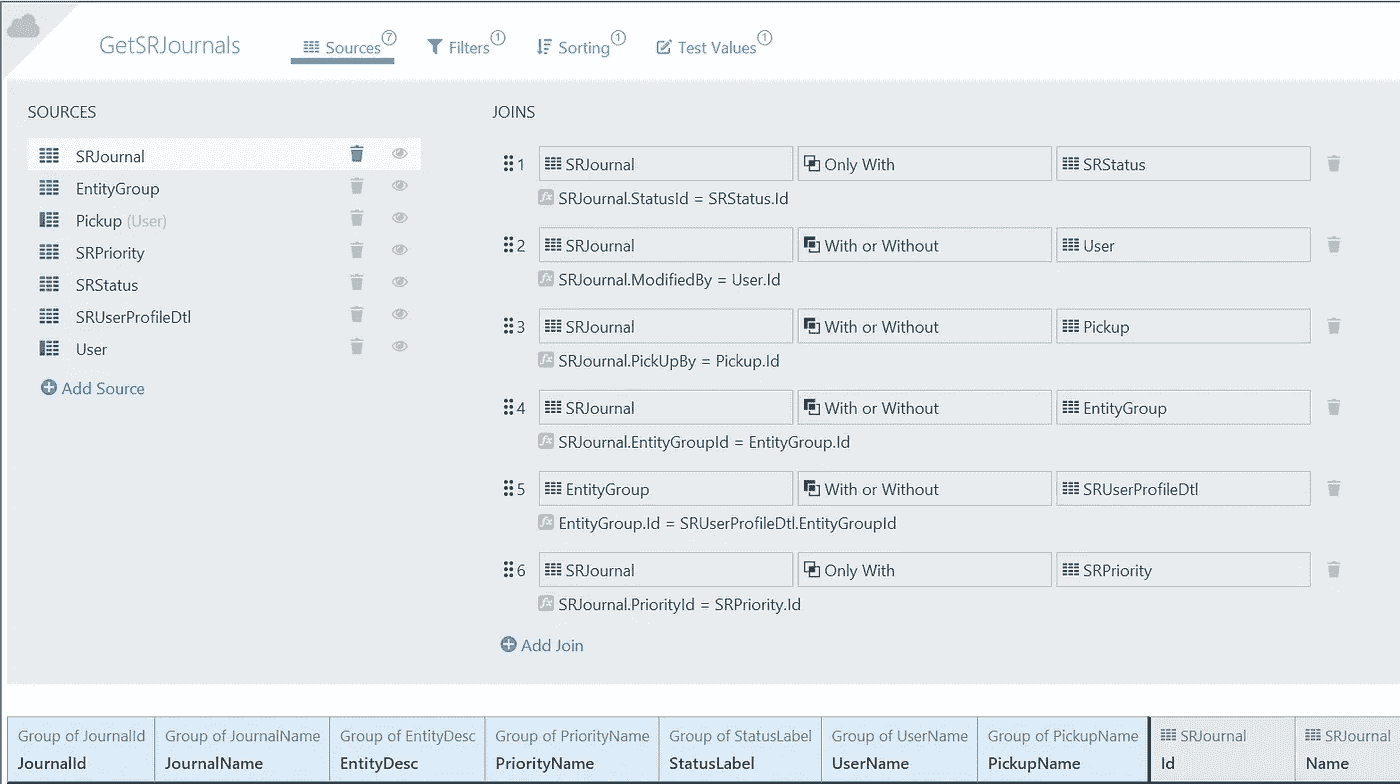 GetSRJournals Sources 7 Filters 1 Sorting 1 Test Values 1
SOURCES
SRJournal
EntityGroup
Pickup (User)
SRPriority
SRStatus
SRUserProfileDtl
User
Add Source
JOINS
1 SRJournal Only With SRStatus
fx SRJournal.StatusId = SRStatus.Id
2 SRJournal With or Without User
fx SRJournal.ModifiedBy = User.Id
3 SRJournal With or Without Pickup
fx SRJournal.PickUpBy = Pickup.Id
4 SRJournal With or Without EntityGroup
fx SRJournal.EntityGroupId = EntityGroup.Id
5 EntityGroup With or Without SRUserProfileDtl
fx EntityGroup.Id = SRUserProfileDtl.EntityGroupId
6 SRJournal Only With SRPriority
fx SRJournal.PriorityId = SRPriority.Id
Add Join
Group of JournalId Group of JournalName Group of EntityDesc Group of PriorityName Group of StatusLabel Group of UserName Group of PickupName SRJournal SRJournal
JournalId JournalName EntityDesc PriorityName StatusLabel UserName PickupName Id Name